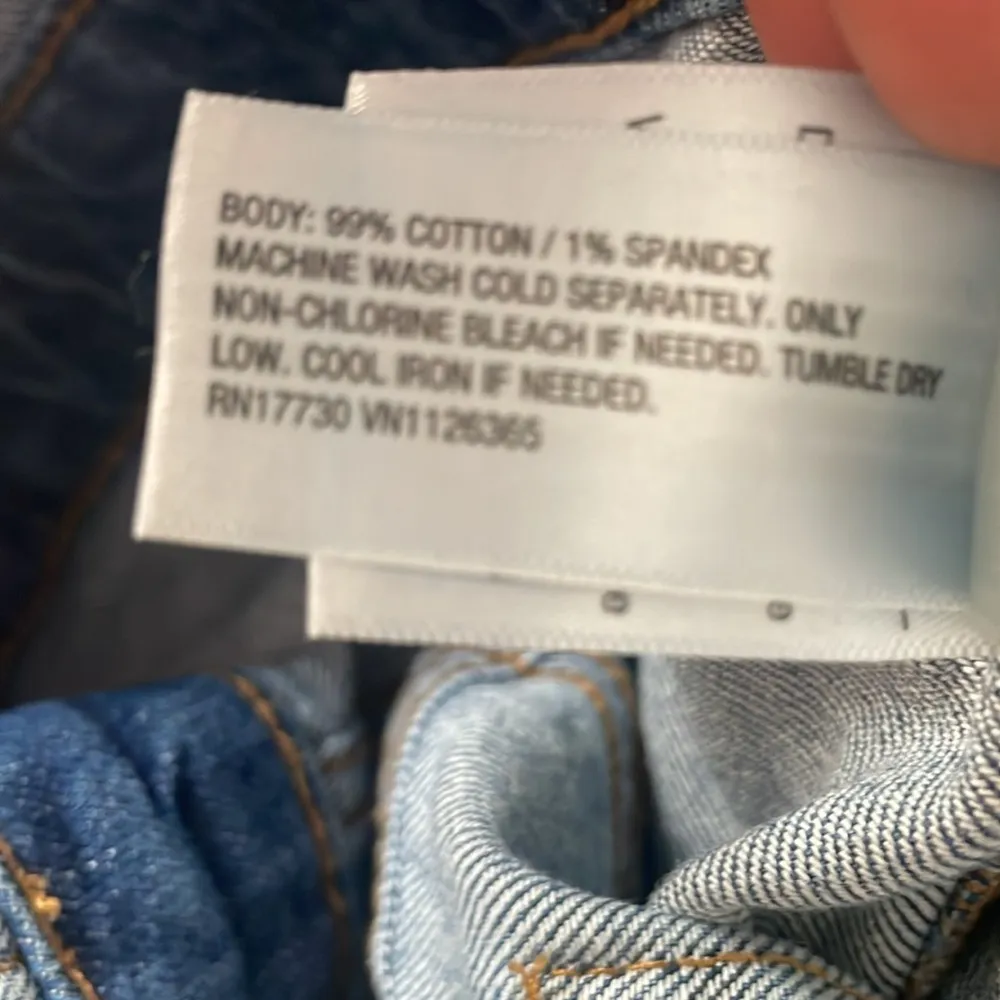 BODY: 99% COTTON / 1% SPANDEX
MACHINE WASH COLD SEPARATELY. ONLY
NON-CHLORINE BLEACH IF NEEDED. TUMBLE DRY
LOW. COOL IRON IF NEEDED.
RN17730 VN1126365